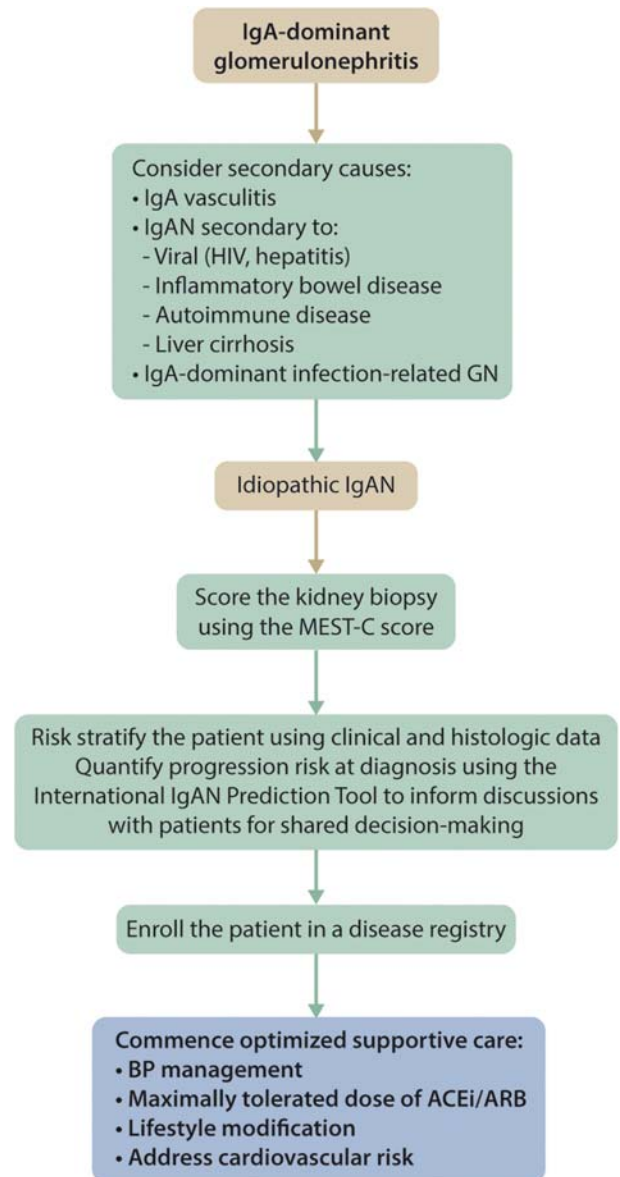 IgA-dominant
glomerulonephritis
Consider secondary causes:
• IgA vasculitis
• IgAN secondary to:
- Viral (HIV, hepatitis)
- Inflammatory bowel disease
- Autoimmune disease
- Liver cirrhosis
• IgA-dominant infection-related GN
Idiopathic IgAN
Score the kidney biopsy
using the MEST-C score
Risk stratify the patient using clinical and histologic data
Quantify progression risk at diagnosis using the
International IgAN Prediction Tool to inform discussions
with patients for shared decision-making
Enroll the patient in a disease registry
Commence optimized supportive care:
• BP management
• Maximally tolerated dose of ACEi/ARB
• Lifestyle modification
• Address cardiovascular risk